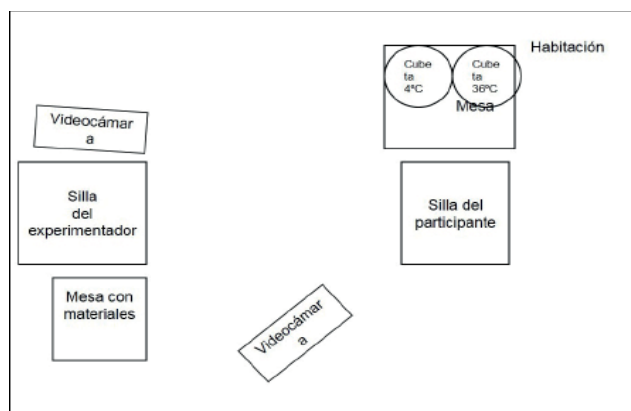 Habitación
Cube
ta
4ºC
Cube
ta
36ºC
Mesa
Videocámar
a
Silla
del
experimentador
Silla del
participante
Mesa con
materiales
Videocámar
a